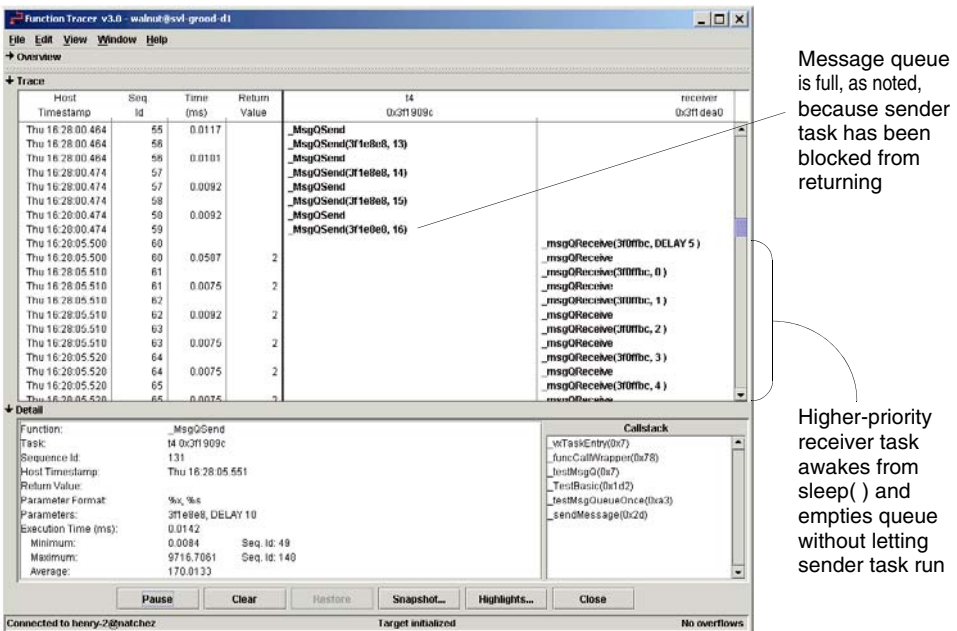 Function Tracer v3.0 - walnut@svl-grood-d1
File Edit View Window Help
Overview
Trace
Host Timestamp Seq Id Time (ms) Return Value t4 0x3f1909c receiver 0x3f1dea0
Thu 16:28:00.464 55 0.0117 _MsgQSend
Thu 16:28:00.464 56 _MsgQSend(3f1e8e8, 13)
Thu 16:28:00.464 56 0.0101 _MsgQSend
Thu 16:28:00.474 57 _MsgQSend(3f1e8e8, 14)
Thu 16:28:00.474 57 0.0092 _MsgQSend
Thu 16:28:00.474 58 _MsgQSend(3f1e8e8, 15)
Thu 16:28:00.474 58 0.0092 _MsgQSend
Thu 16:28:00.474 59 _MsgQSend(3f1e8e8, 16)
Thu 16:28:05.500 60 _msgQReceive(3f0ffbc, DELAY 5 )
Thu 16:28:05.500 60 0.0587 2 _msgQReceive
Thu 16:28:05.510 61 _msgQReceive(3f0ffbc, 0 )
Thu 16:28:05.510 61 0.0075 2 _msgQReceive
Thu 16:28:05.510 62 _msgQReceive(3f0ffbc, 1 )
Thu 16:28:05.510 62 0.0092 2 _msgQReceive
Thu 16:28:05.510 63 _msgQReceive(3f0ffbc, 2 )
Thu 16:28:05.510 63 0.0075 2 _msgQReceive
Thu 16:28:05.520 64 _msgQReceive(3f0ffbc, 3 )
Thu 16:28:05.520 64 0.0075 2 _msgQReceive
Thu 16:28:05.520 65 _msgQReceive(3f0ffbc, 4 )
Thu 16:28:05.520 65 0.0075 2 _msgQReceive
Detail
Function: _MsgQSend
Task: t4 0x3f1909c
Sequence Id: 131
Host Timestamp: Thu 16:28:05.551
Return Value:
Parameter Format: %x, %s
Parameters: 3f1e8e8, DELAY 10
Execution Time (ms): 0.0142
Minimum: 0.0084 Seq. Id: 49
Maximum: 9716.7061 Seq. Id: 140
Average: 170.0133
Callstack
_vxTaskEntry(0x7)
_funcCallWrapper(0x78)
_testMsgQ(0x7)
_TestBasic(0x1d2)
_testMsgQueueOnce(0xa3)
_sendMessage(0x2d)
Pause Clear Restore Snapshot... Highlights... Close
Connected to henry-2@natchez Target initialized No overflows
Message queue
is full, as noted,
because sender
task has been
blocked from
returning
Higher-priority
receiver task
awakes from
sleep( ) and
empties queue
without letting
sender task run